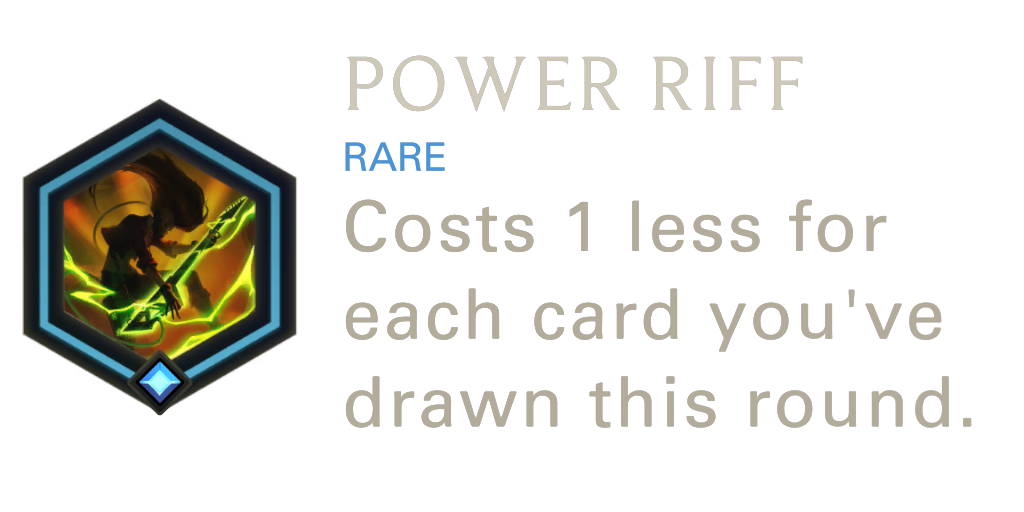 POWER RIFF
RARE
Costs 1 less for
each card you've
drawn this round.